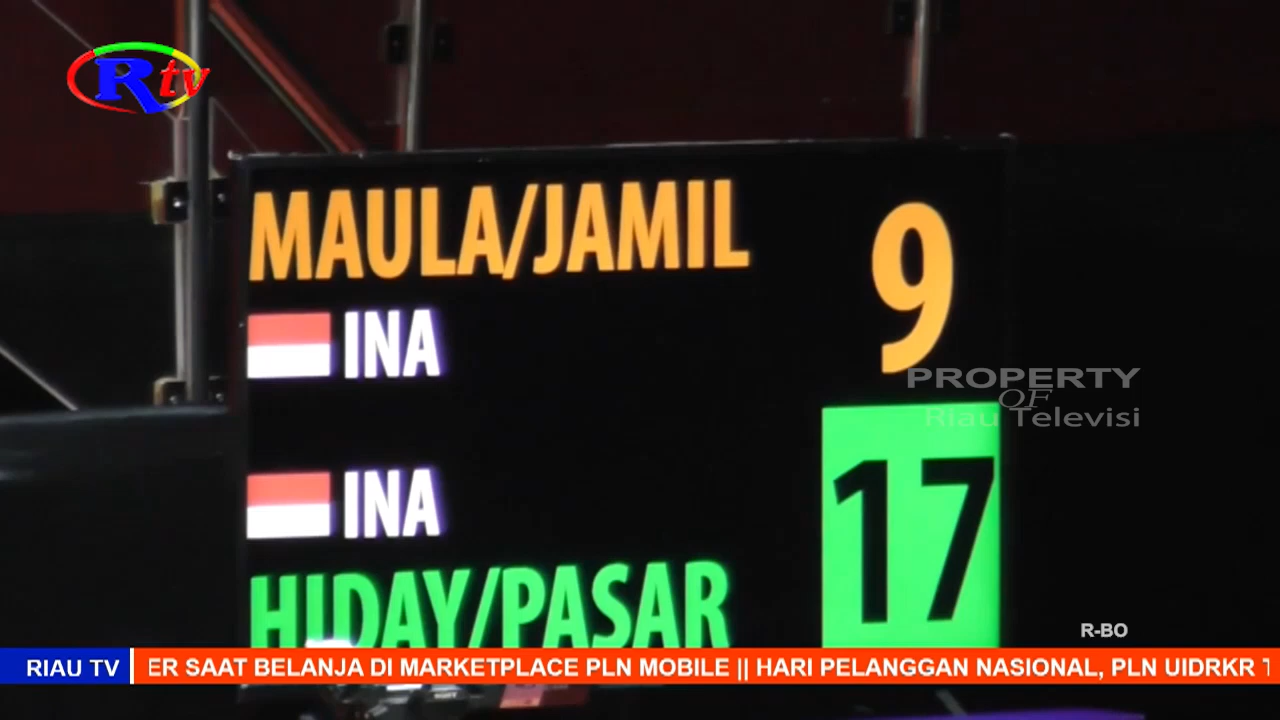 Rtv
MAULA/JAMIL 9
INA
PROPERTY
OF
Riau Televisi
INA
17
HIDAY/PASAR
R-BO
RIAU TV ER SAAT BELANJA DI MARKETPLACE PLN MOBILE || HARI PELANGGAN NASIONAL, PLN UIDRKR
SONY